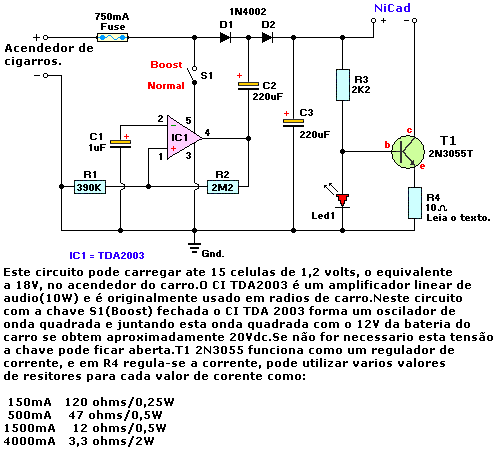 750mA
Fuse
1N4002
D1
D2
NiCad
+
+
−
Acendedor de
cigarros.
−
Boost
Normal
S1
+
C2
220uF
R3
2K2
+
C3
220uF
C1
1uF
+
2
−
5
IC1
4
+
1
3
T1
2N3055T
c
b
e
R1
390K
R2
2M2
Led1
R4
10Ω
Leia o texto.
Gnd.
IC1 = TDA2003
Este circuito pode carregar ate 15 celulas de 1,2 volts, o equivalente
a 18V, no acendedor do carro.O CI TDA2003 é um amplificador linear de
audio(10W) e é originalmente usado em radios de carro.Neste circuito
com a chave S1(Boost) fechada o CI TDA 2003 forma um oscilador de
onda quadrada e juntando esta onda quadrada com o 12V da bateria do
carro se obtem aproximadamente 20Vdc.Se não for necessario esta tensão
a chave pode ficar aberta.T1 2N3055 funciona como um regulador de
corrente, e em R4 regula-se a corrente, pode utilizar varios valores
de resitores para cada valor de corente como:
150mA 120 ohms/0,25W
500mA 47 ohms/0,5W
1500mA 12 ohms/0,5W
4000mA 3,3 ohms/2W